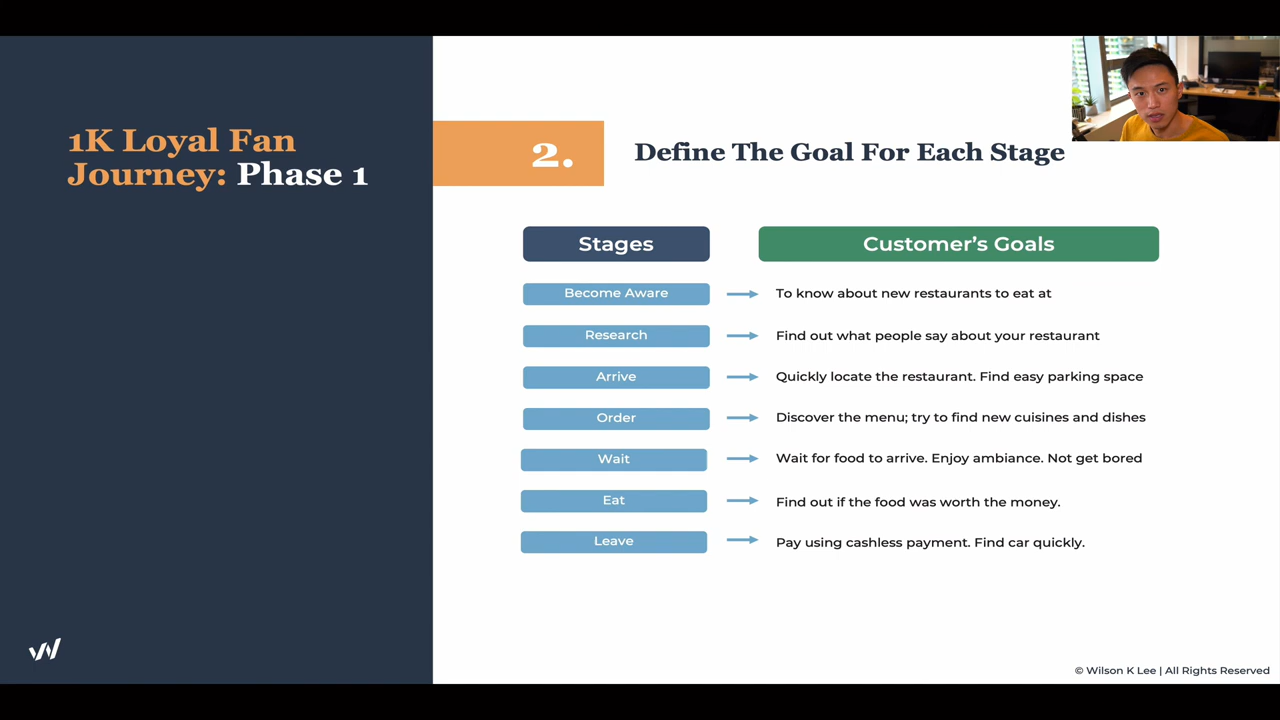 1K Loyal Fan
Journey: Phase 1
2.
Define The Goal For Each Stage
Stages
Customer's Goals
Become Aware
To know about new restaurants to eat at
Research
Find out what people say about your restaurant
Arrive
Quickly locate the restaurant. Find easy parking space
Order
Discover the menu; try to find new cuisines and dishes
Wait
Wait for food to arrive. Enjoy ambiance. Not get bored
Eat
Find out if the food was worth the money.
Leave
Pay using cashless payment. Find car quickly.
© Wilson K Lee | All Rights Reserved